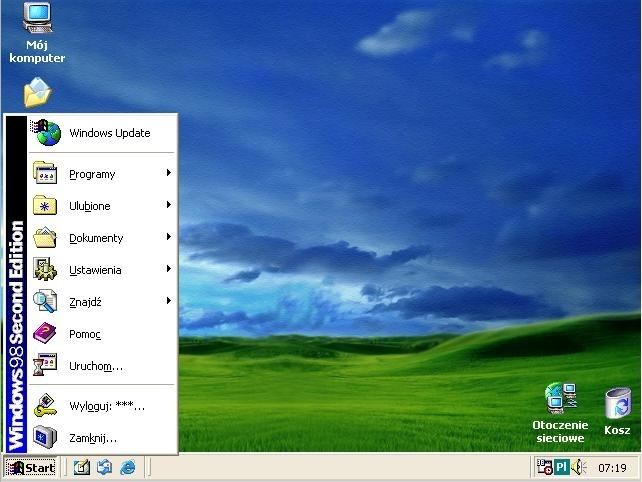 Mój
komputer
Windows Update
Programy
Ulubione
Dokumenty
Ustawienia
Znajdź
Pomoc
Uruchom...
Wyloguj: ***...
Zamknij...
Windows98 Second Edition
Otoczenie
sieciowe
Kosz
Start
Pl
07:19